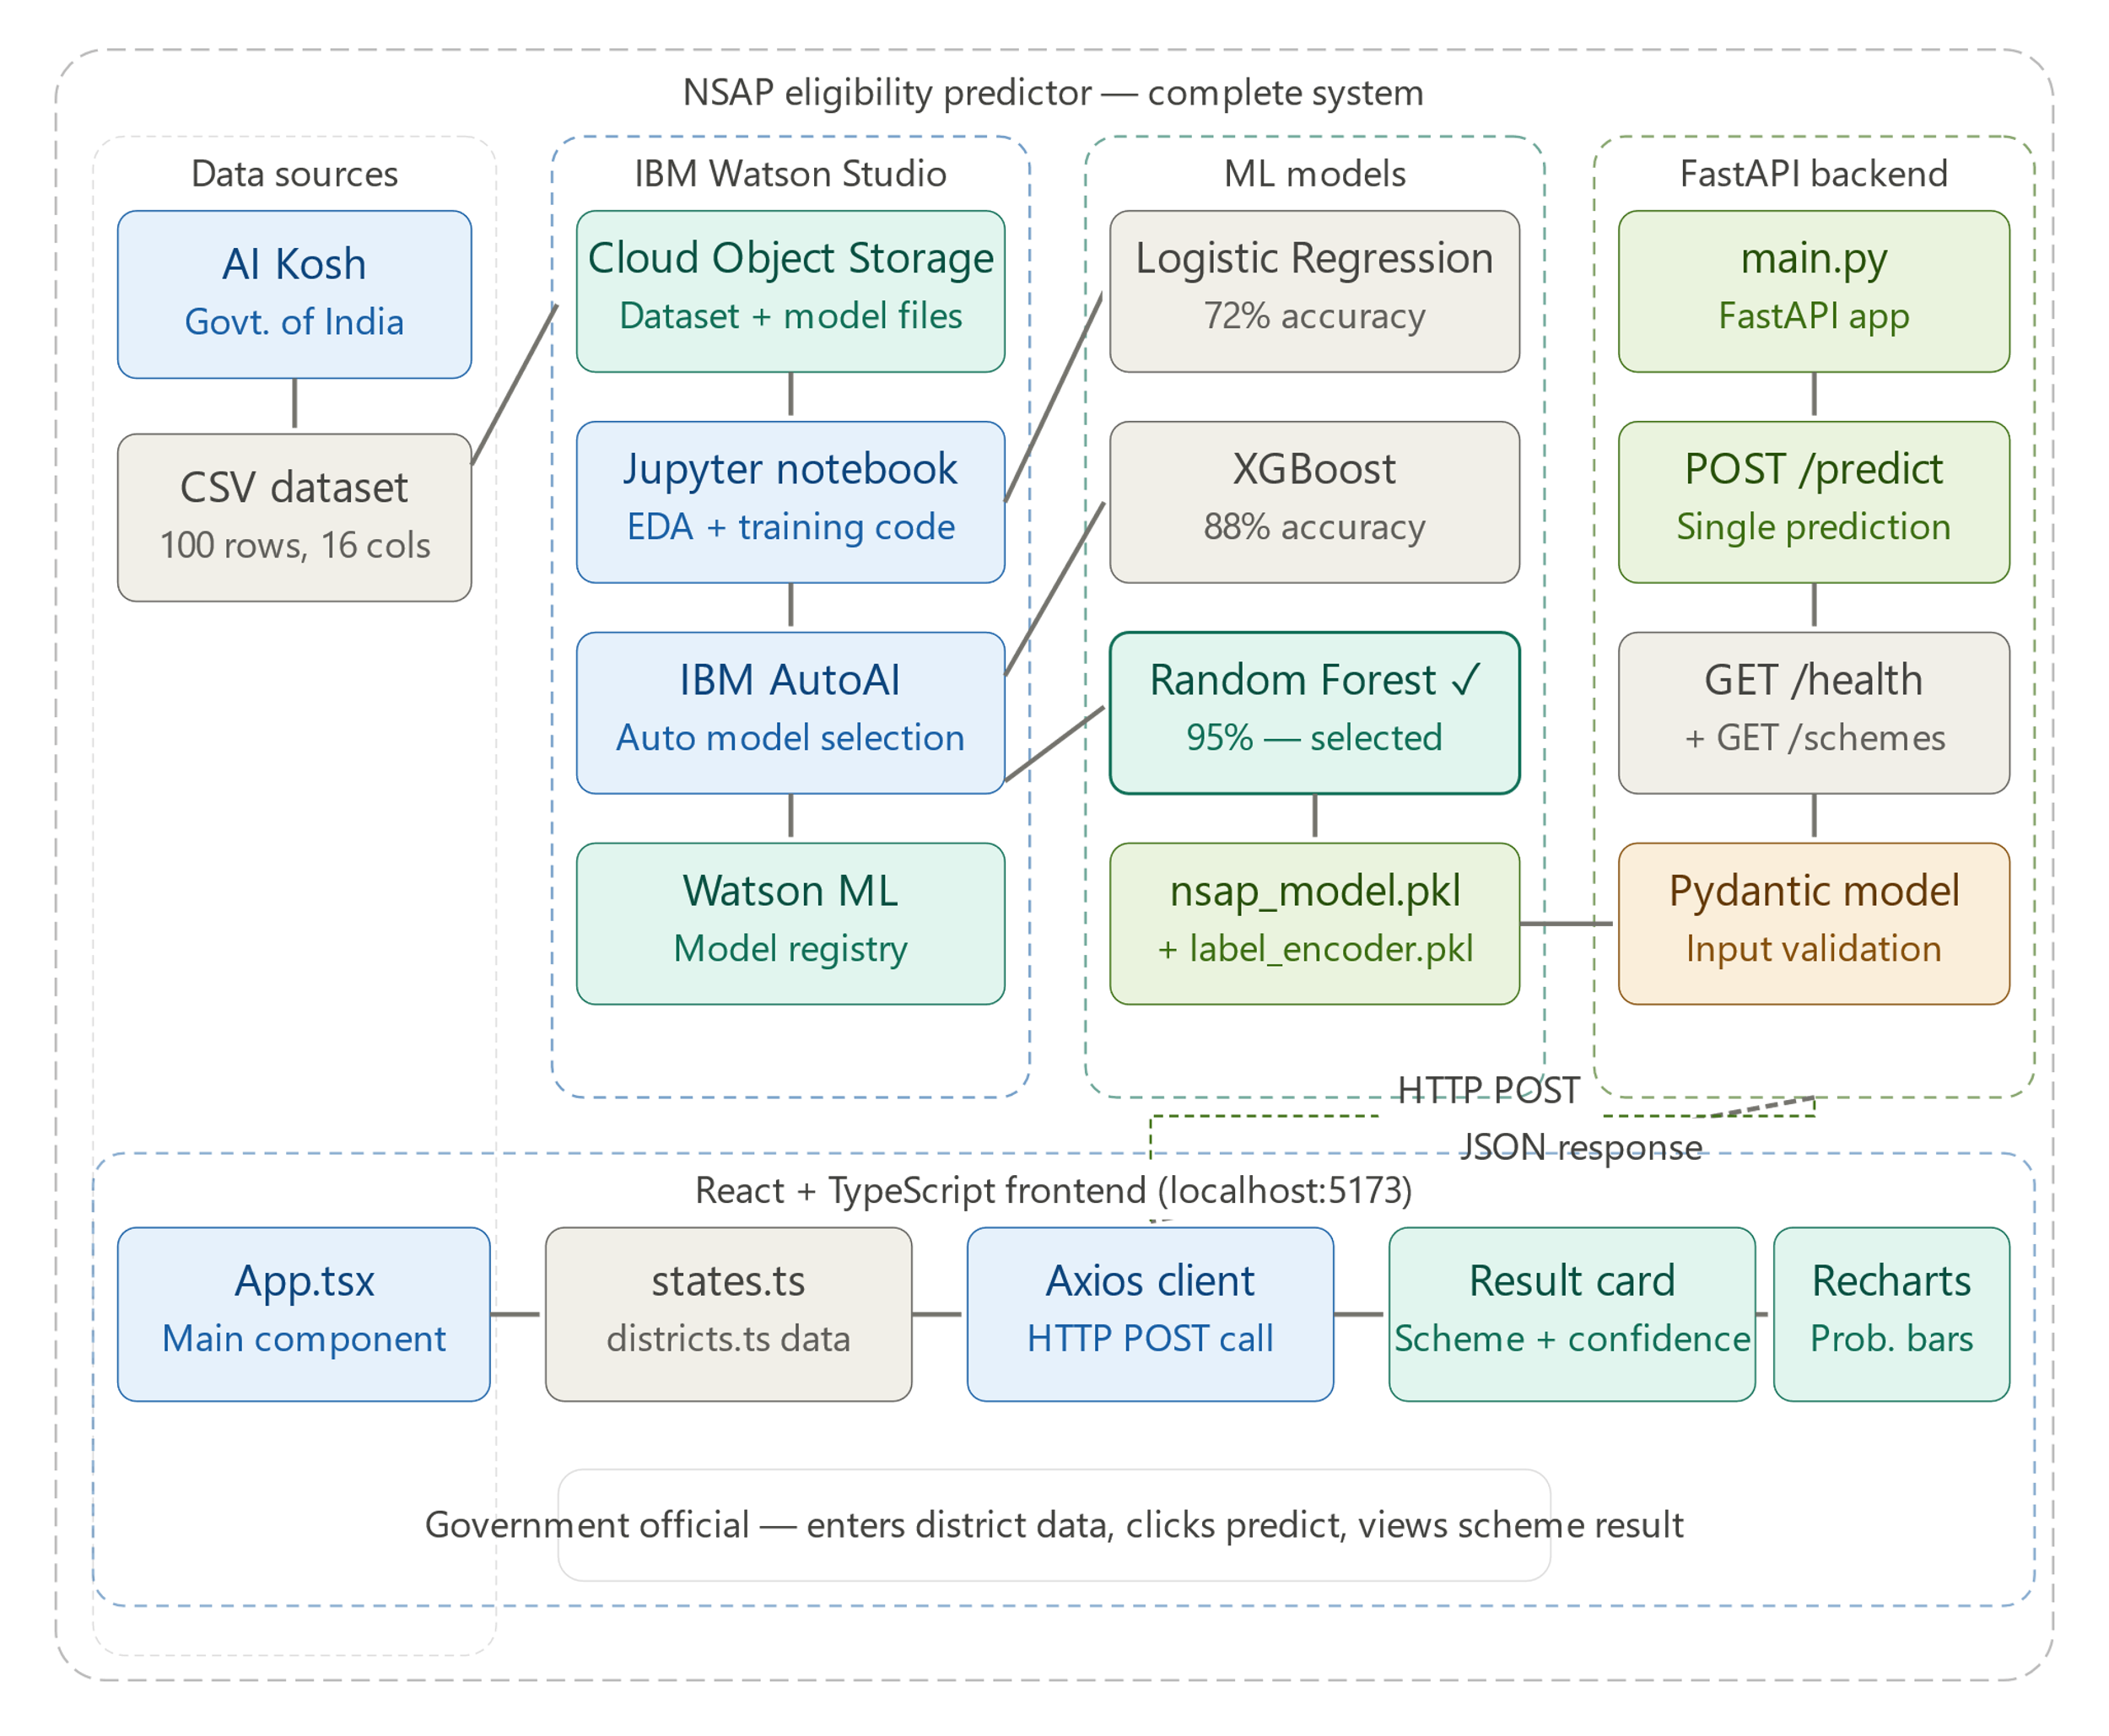 NSAP eligibility predictor — complete system
Data sources
AI Kosh
Govt. of India
CSV dataset
100 rows, 16 cols
IBM Watson Studio
Cloud Object Storage
Dataset + model files
Jupyter notebook
EDA + training code
IBM AutoAI
Auto model selection
Watson ML
Model registry
ML models
Logistic Regression
72% accuracy
XGBoost
88% accuracy
Random Forest ✓
95% — selected
nsap_model.pkl
+ label_encoder.pkl
FastAPI backend
main.py
FastAPI app
POST /predict
Single prediction
GET /health
+ GET /schemes
Pydantic model
Input validation
HTTP POST
JSON response
React + TypeScript frontend (localhost:5173)
App.tsx
Main component
states.ts
districts.ts data
Axios client
HTTP POST call
Result card
Scheme + confidence
Recharts
Prob. bars
Government official — enters district data, clicks predict, views scheme result